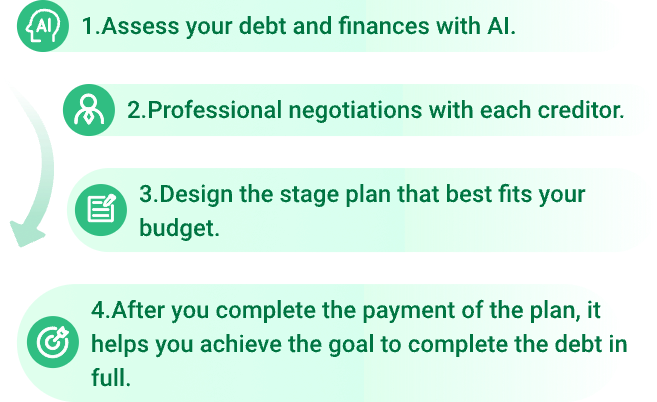 AI
1.Assess your debt and finances with AI.
2.Professional negotiations with each creditor.
3.Design the stage plan that best fits your
budget.
4.After you complete the payment of the plan, it
helps you achieve the goal to complete the debt in
full.